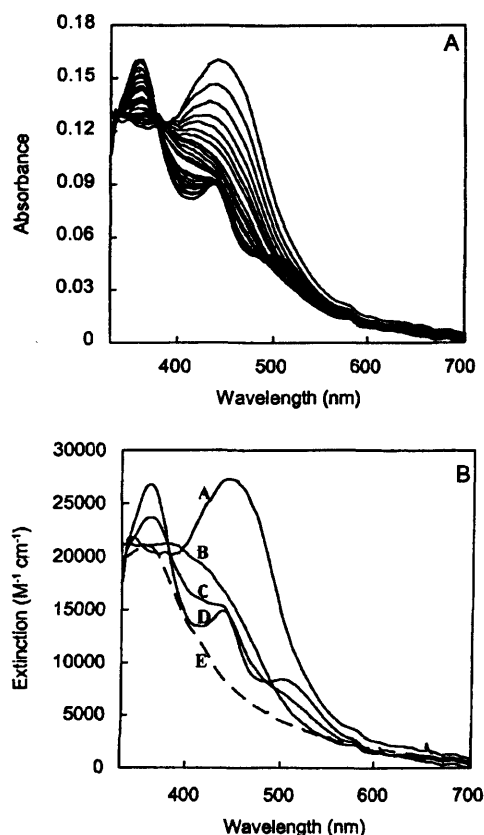 A
Absorbance
0.18
0.15
0.12
0.09
0.06
0.03
0
400 500 600 700
Wavelength (nm)
B
Extinction (M⁻¹ cm⁻¹)
30000
25000
20000
15000
10000
5000
0
A
B
C
D
E
400 500 600 700
Wavelength (nm)